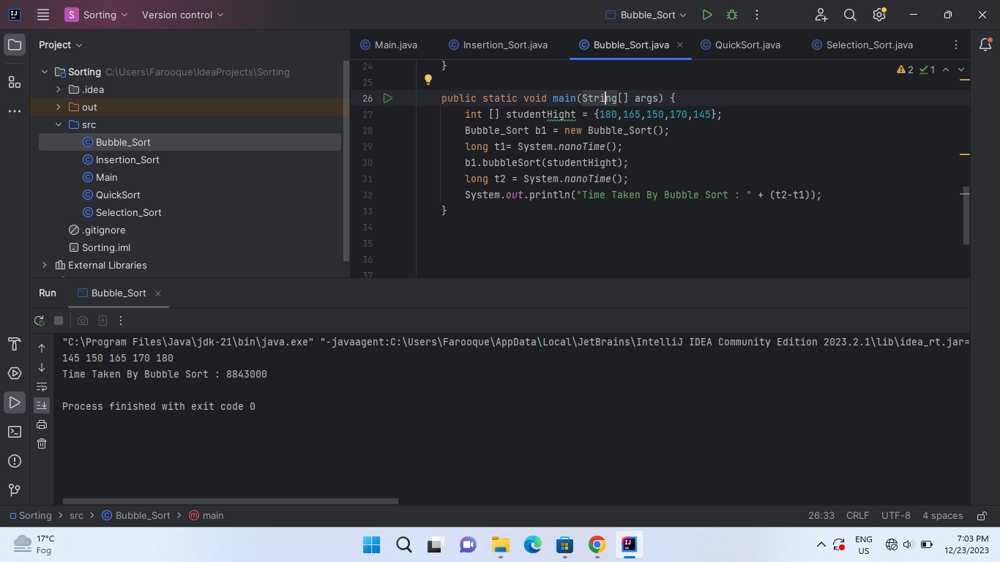 S Sorting Version control Bubble_Sort
Project
Main.java Insertion_Sort.java Bubble_Sort.java QuickSort.java Selection_Sort.java
Sorting C:\Users\Farooque\IdeaProjects\Sorting
.idea
out
src
Bubble_Sort
Insertion_Sort
Main
QuickSort
Selection_Sort
.gitignore
Sorting.iml
External Libraries
2 1
24 }
25
26 public static void main(String[] args) {
27 int [] studentHight = {180,165,150,170,145};
28 Bubble_Sort b1 = new Bubble_Sort();
29 long t1= System.nanoTime();
30 b1.bubbleSort(studentHight);
31 long t2 = System.nanoTime();
32 System.out.println("Time Taken By Bubble Sort : " + (t2-t1));
33 }
34
35
36
37
Run Bubble_Sort
"C:\Program Files\Java\jdk-21\bin\java.exe" "-javaagent:C:\Users\Farooque\AppData\Local\JetBrains\IntelliJ IDEA Community Edition 2023.2.1\lib\idea_rt.jar=
145 150 165 170 180
Time Taken By Bubble Sort : 8843000
Process finished with exit code 0
Sorting > src > Bubble_Sort > main 26:33 CRLF UTF-8 4 spaces
17°C
Fog
ENG
US
7:03 PM
12/23/2023